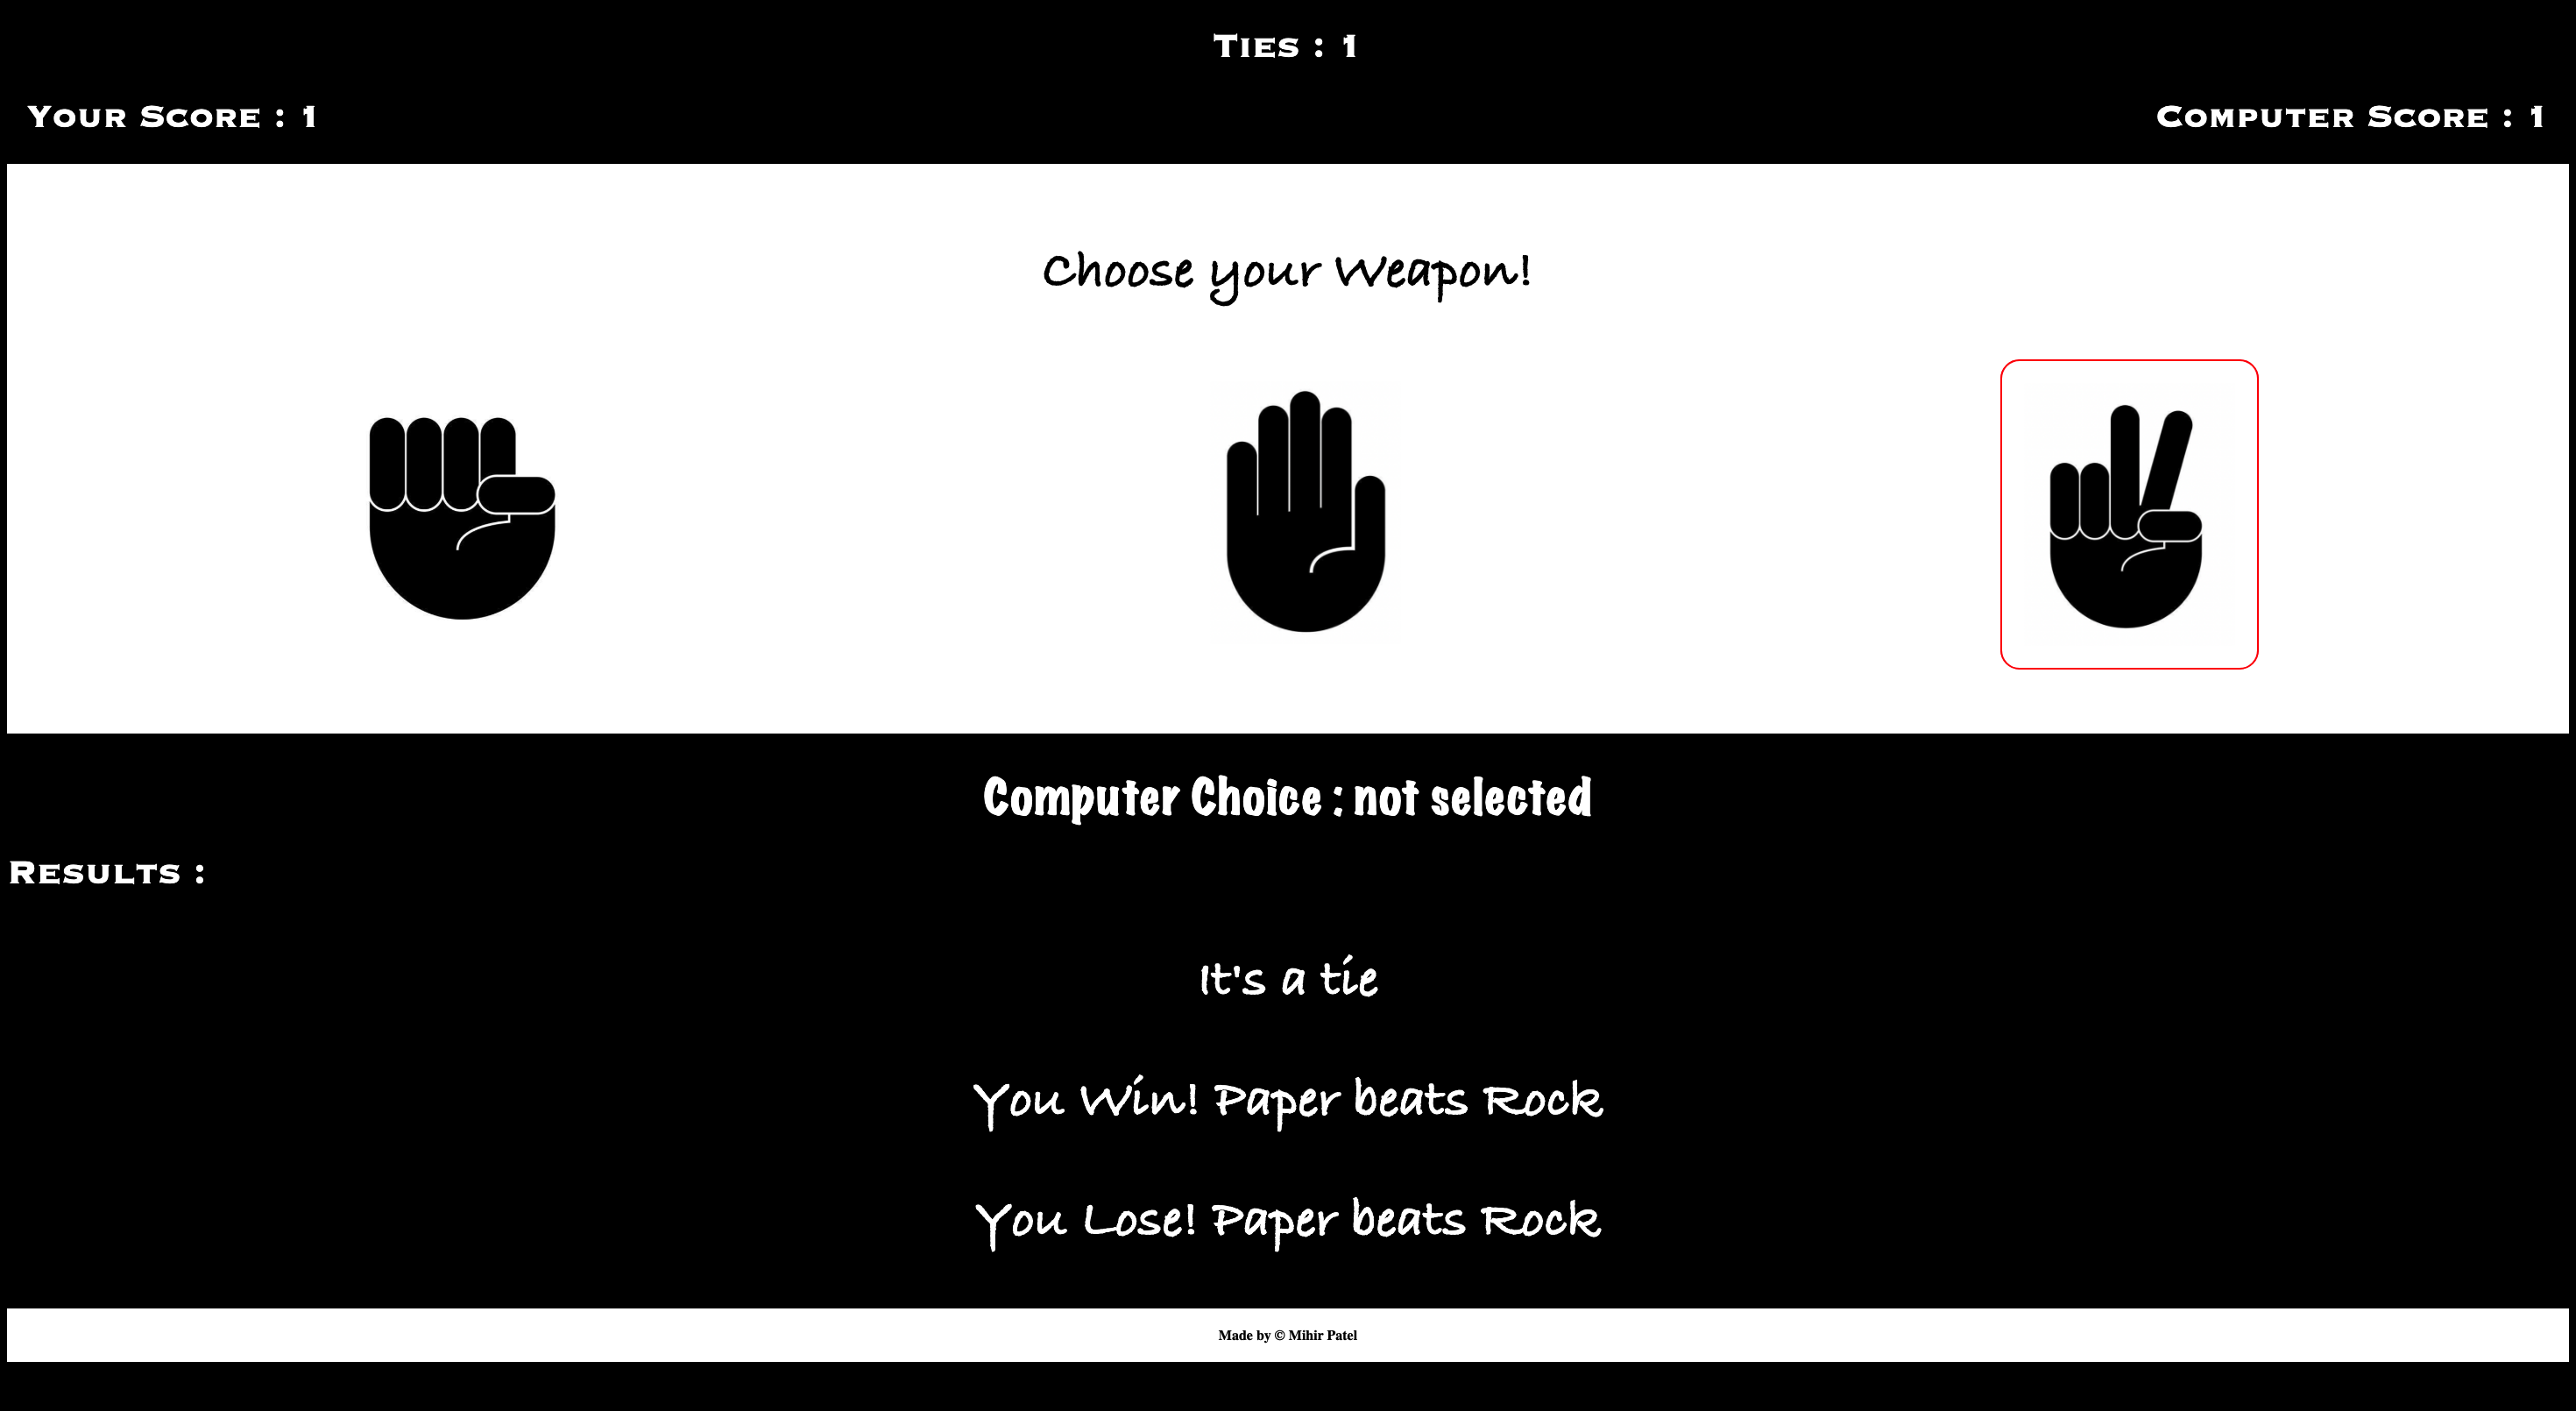 Ties : 1
Your Score : 1
Computer Score : 1
Choose your Weapon!
Computer Choice : not selected
Results :
It's a tie
You Win! Paper beats Rock
You Lose! Paper beats Rock
Made by © Mihir Patel